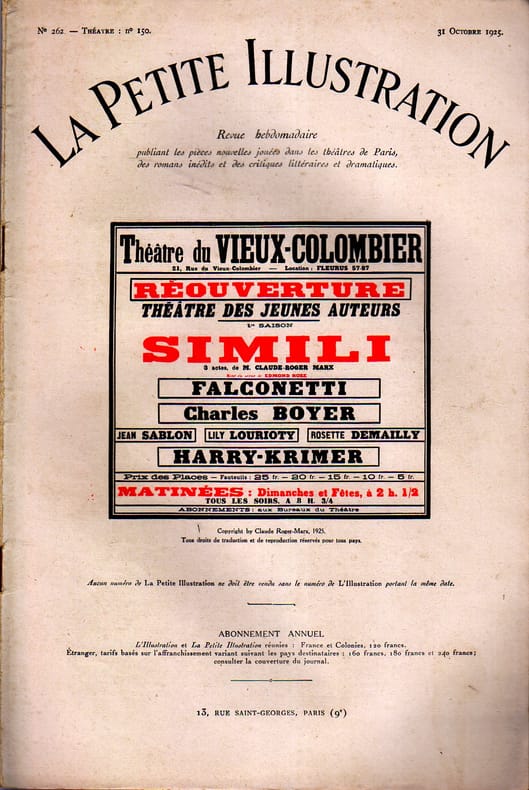 Nº 262. — Théatre : nº 150.
31 Octobre 1925.
LA PETITE ILLUSTRATION
Revue hebdomadaire
publiant les pièces nouvelles jouées dans les théâtres de Paris,
des romans inédits et des critiques littéraires et dramatiques.
Théâtre du VIEUX-COLOMBIER
21, Rue du Vieux-Colombier — Location : FLEURUS 57-87
RÉOUVERTURE
THÉÂTRE DES JEUNES AUTEURS
1re SAISON
SIMILI
3 actes, de M. CLAUDE-ROGER MARX
Mise en scène de EDMOND ROZE
FALCONETTI
Charles BOYER
JEAN SABLON LILY LOURIOTY ROSETTE DEMAILLY
HARRY-KRIMER
Prix des Places — Fauteuils : 25 fr. — 20 fr. — 15 fr. — 10 fr. — 5 fr.
MATINÉES : Dimanches et Fêtes, à 2 h. 1/2
TOUS LES SOIRS, A 8 H. 3/4
ABONNEMENTS : aux Bureaux du Théâtre
Copyright by Claude Roger-Marx, 1925.
Tous droits de traduction et de reproduction réservés pour tous pays.
Aucun numéro de La Petite Illustration ne doit être vendu sans le numéro de L'Illustration portant la même date.
ABONNEMENT ANNUEL
L'Illustration et La Petite Illustration réunies : France et Colonies, 120 francs.
Étranger, tarifs basés sur l'affranchissement variant suivant les pays destinataires : 160 francs, 180 francs et 240 francs;
consulter la couverture du journal.
13, RUE SAINT-GEORGES, PARIS (9e)